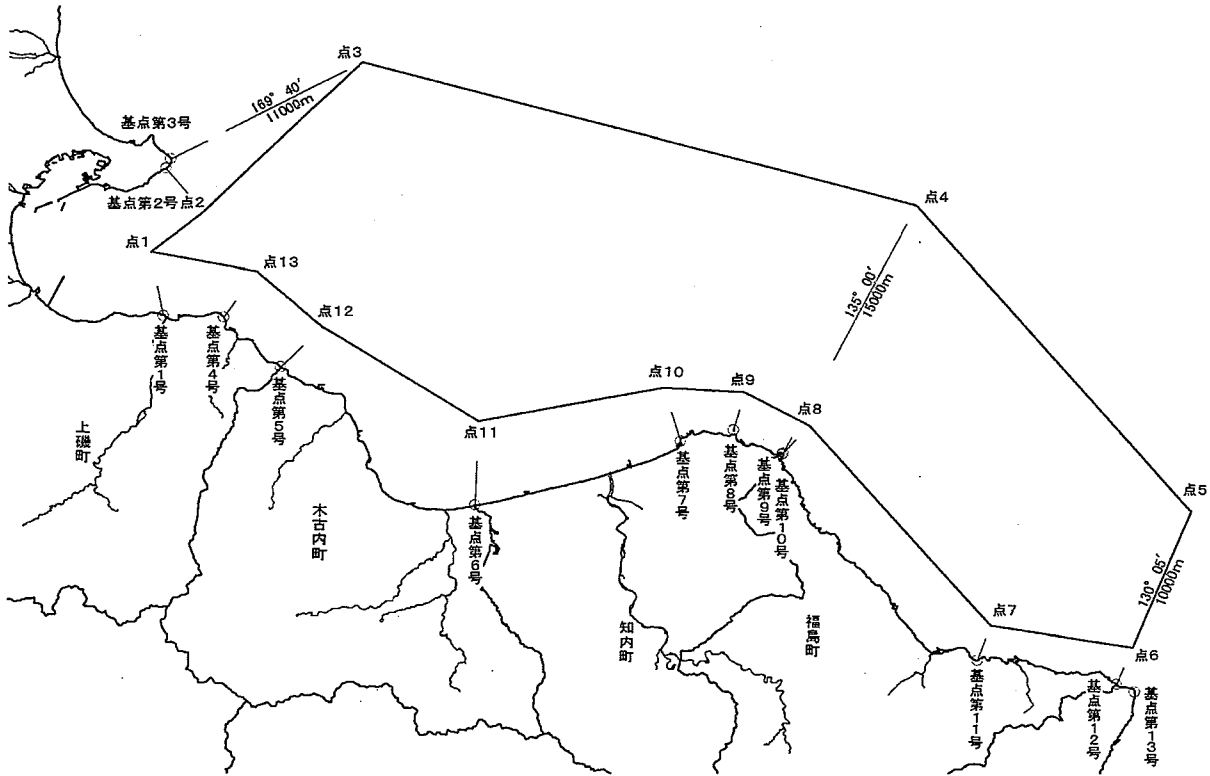 点3
169° 40′
11000m
基点第3号
基点第2号
点2
点1
点13
点12
点4
135° 00′
15000m
点10
点9
点8
点11
点5
130° 05′
10000m
点7
点6
基点第1号
基点第4号
基点第5号
基点第6号
基点第7号
基点第8号
基点第9号
基点第10号
基点第11号
基点第12号
基点第13号
上磯町
木古内町
知内町
福島町